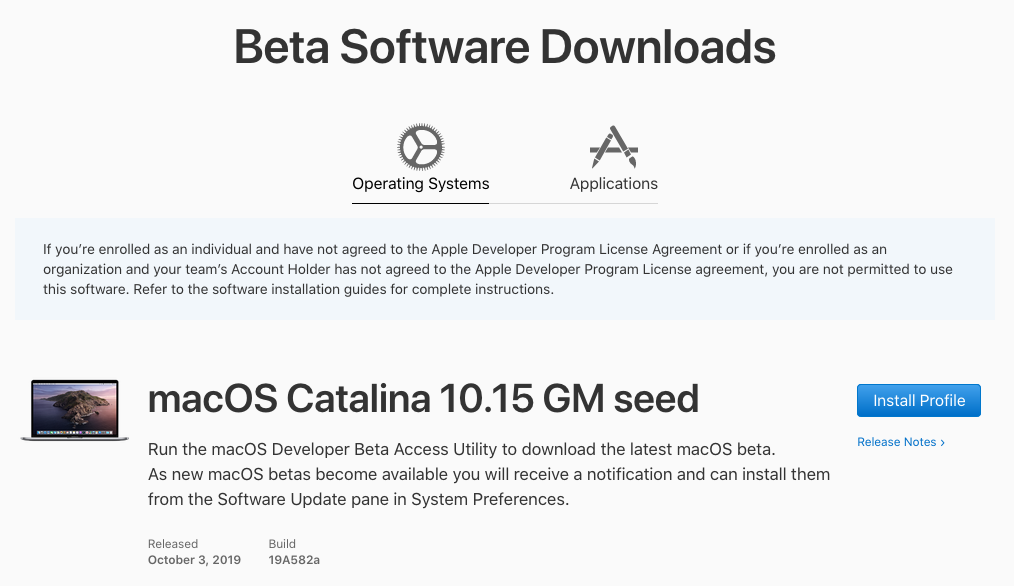 Beta Software Downloads
Operating Systems
Applications
If you’re enrolled as an individual and have not agreed to the Apple Developer Program License Agreement or if you’re enrolled as an
organization and your team’s Account Holder has not agreed to the Apple Developer Program License agreement, you are not permitted to use
this software. Refer to the software installation guides for complete instructions.
macOS Catalina 10.15 GM seed
Install Profile
Release Notes ›
Run the macOS Developer Beta Access Utility to download the latest macOS beta.
As new macOS betas become available you will receive a notification and can install them
from the Software Update pane in System Preferences.
Released
October 3, 2019
Build
19A582a